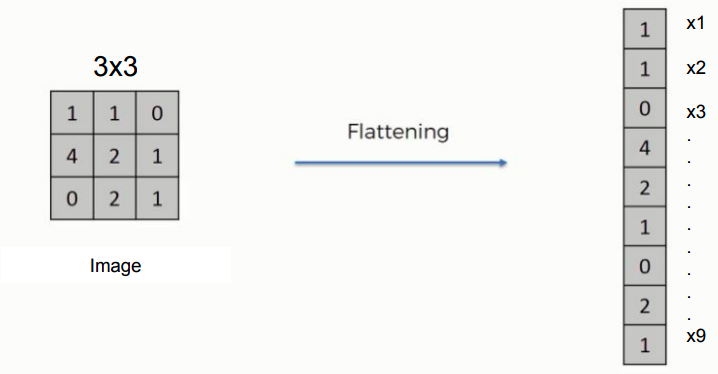 3x3
1 1 0
4 2 1
0 2 1
Image
Flattening
1 x1
1 x2
0 x3
4 .
2 .
1 .
0 .
2 .
1 x9